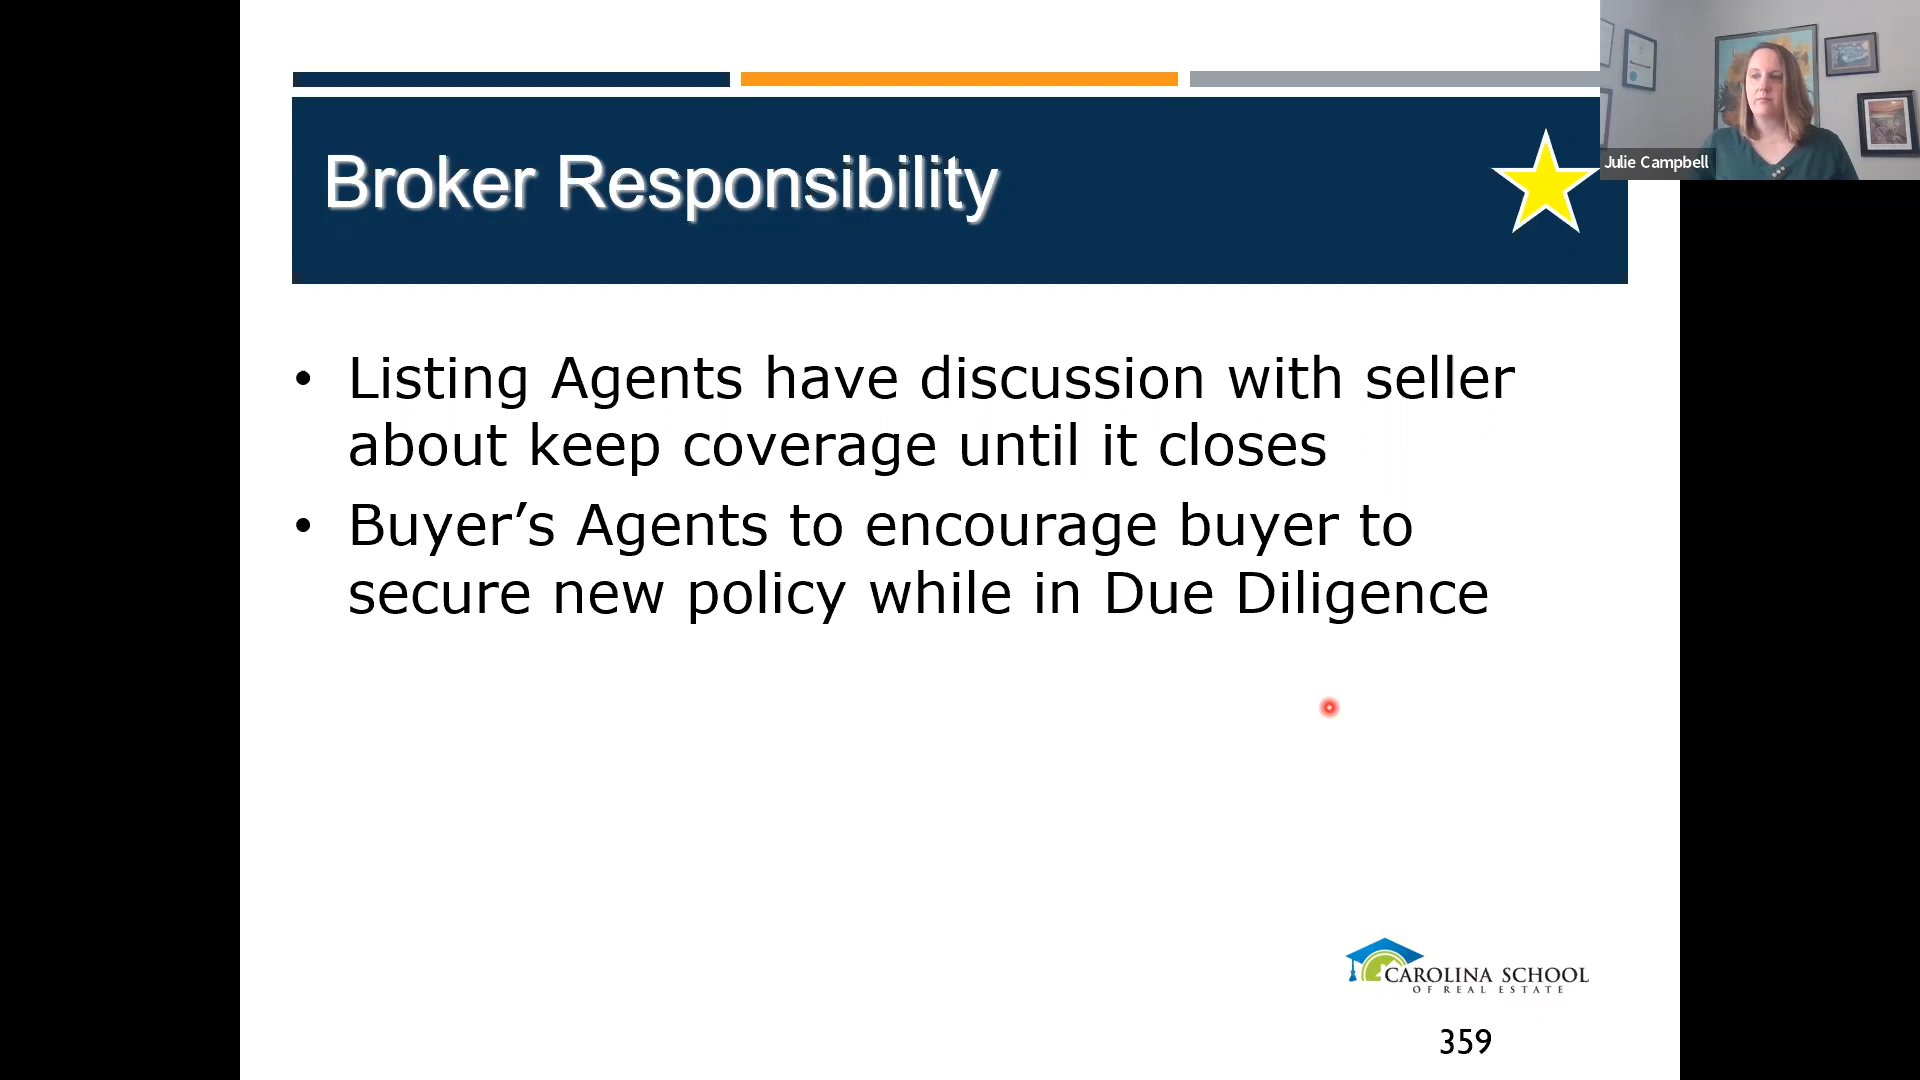 Broker Responsibility
Julie Campbell
• Listing Agents have discussion with seller
about keep coverage until it closes
• Buyer’s Agents to encourage buyer to
secure new policy while in Due Diligence
CAROLINA SCHOOL
OF REAL ESTATE
359